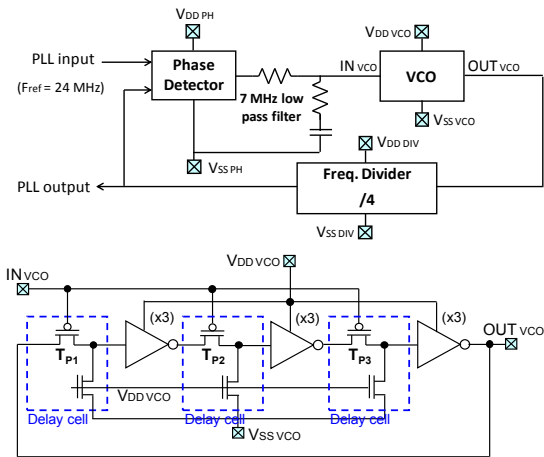 VDD PH
VDD VCO
PLL input
(Fref = 24 MHz)
Phase
Detector
IN VCO
VCO
OUT VCO
7 MHz low
pass filter
VSS VCO
VDD DIV
VSS PH
PLL output
Freq. Divider
/4
VSS DIV
IN VCO
VDD VCO
(x3)
(x3)
(x3)
OUT VCO
TP1
TP2
TP3
VDD VCO
Delay cell
Delay cell
Delay cell
VSS VCO